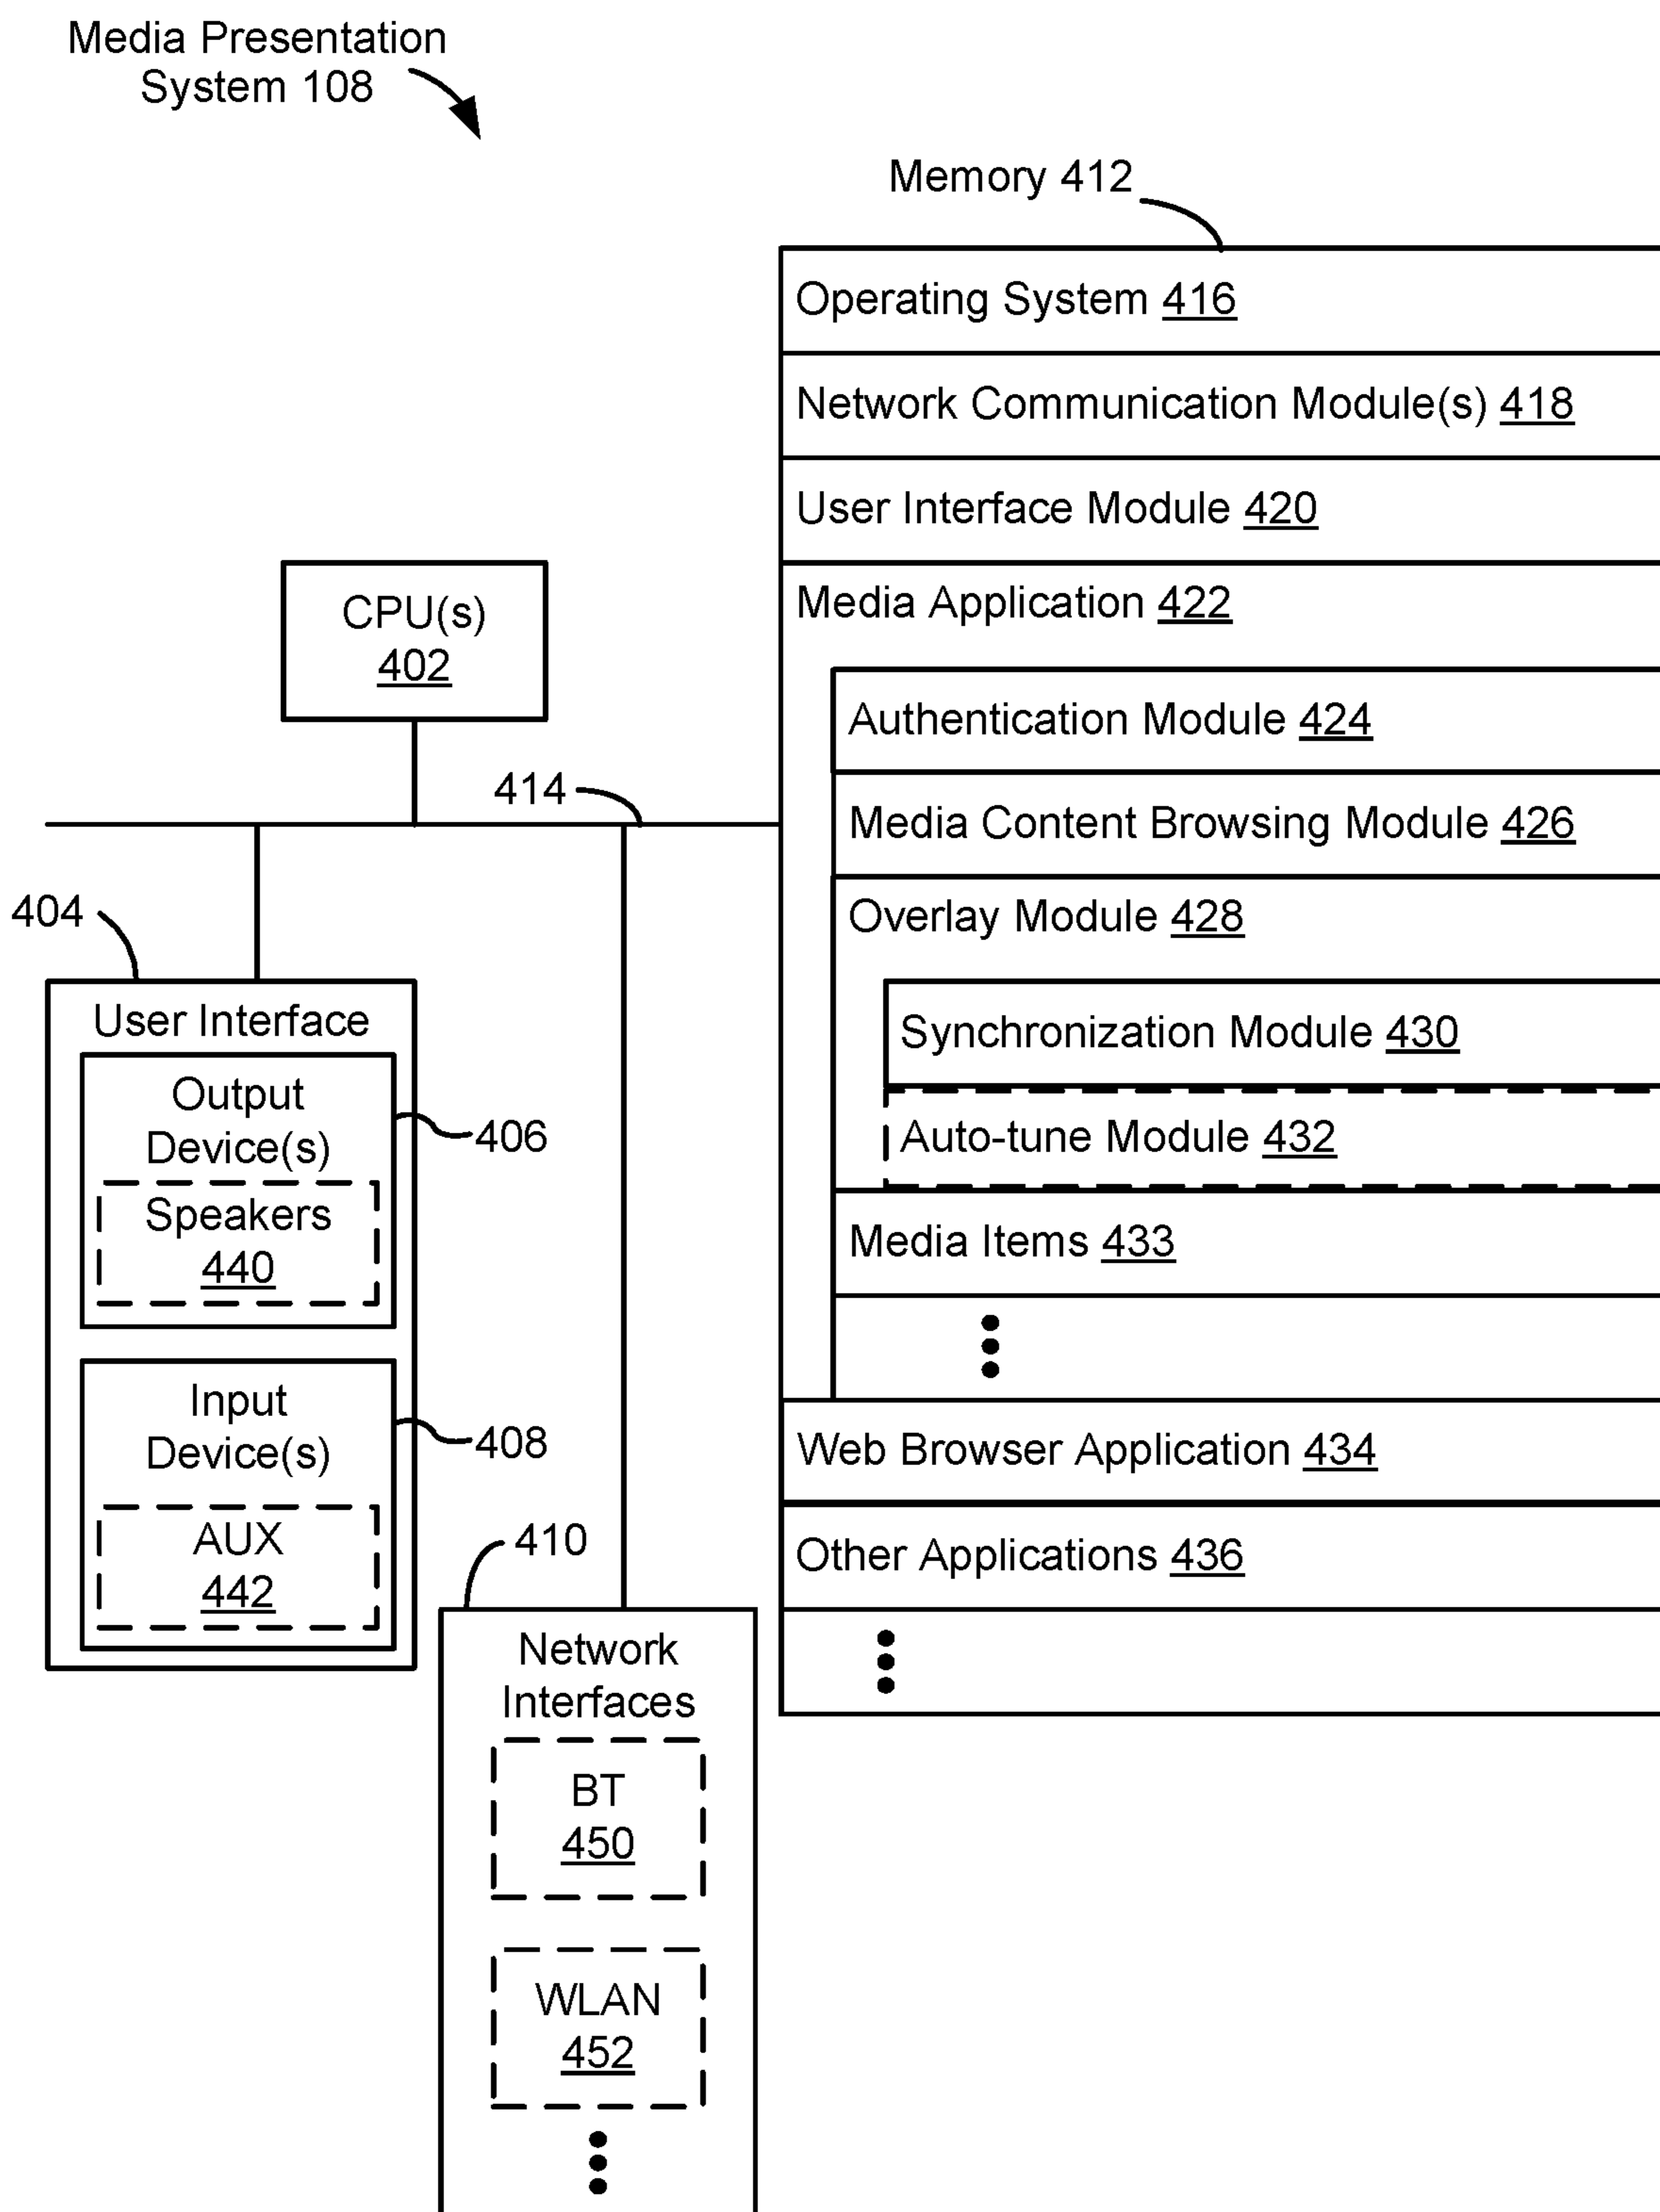 Media Presentation
System 108
Memory 412
Operating System 416
Network Communication Module(s) 418
User Interface Module 420
Media Application 422
Authentication Module 424
Media Content Browsing Module 426
Overlay Module 428
Synchronization Module 430
Auto-tune Module 432
Media Items 433
Web Browser Application 434
Other Applications 436
CPU(s)
402
414
404
User Interface
Output
Device(s)
406
Speakers
440
Input
Device(s)
408
AUX
442
410
Network
Interfaces
BT
450
WLAN
452